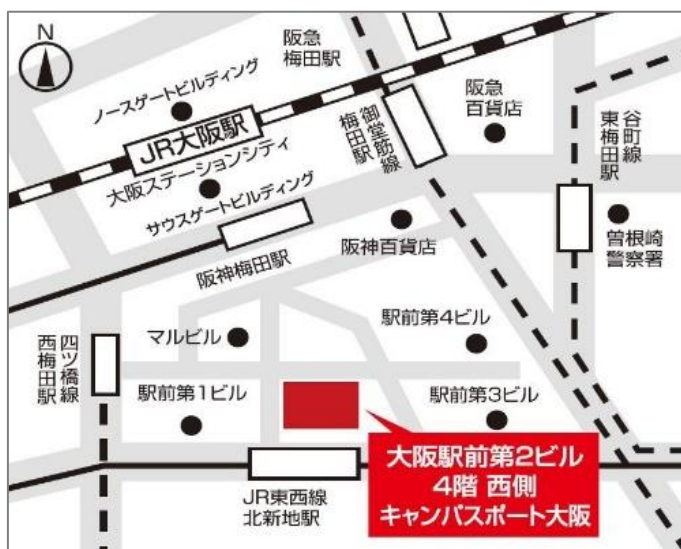 N
阪急
梅田駅
ノースゲートビルディング
JR大阪駅
大阪ステーションシティ
サウスゲートビルディング
御堂筋線
梅田駅
阪急
百貨店
谷町線
東梅田駅
曽根崎
警察署
阪神百貨店
阪神梅田駅
マルビル
駅前第4ビル
四ツ橋線
西梅田駅
駅前第1ビル
駅前第3ビル
大阪駅前第2ビル
4階 西側
キャンパスポート大阪
JR東西線
北新地駅